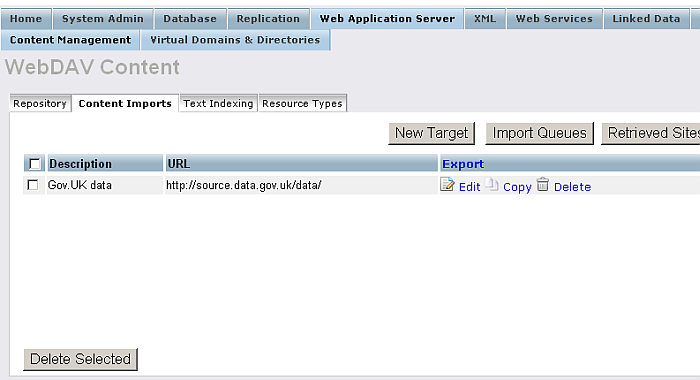 Home System Admin Database Replication Web Application Server XML Web Services Linked Data
Content Management Virtual Domains & Directories
WebDAV Content
Repository Content Imports Text Indexing Resource Types
New Target Import Queues Retrieved Sites
Description URL Export
Gov.UK data http://source.data.gov.uk/data/ Edit Copy Delete
Delete Selected